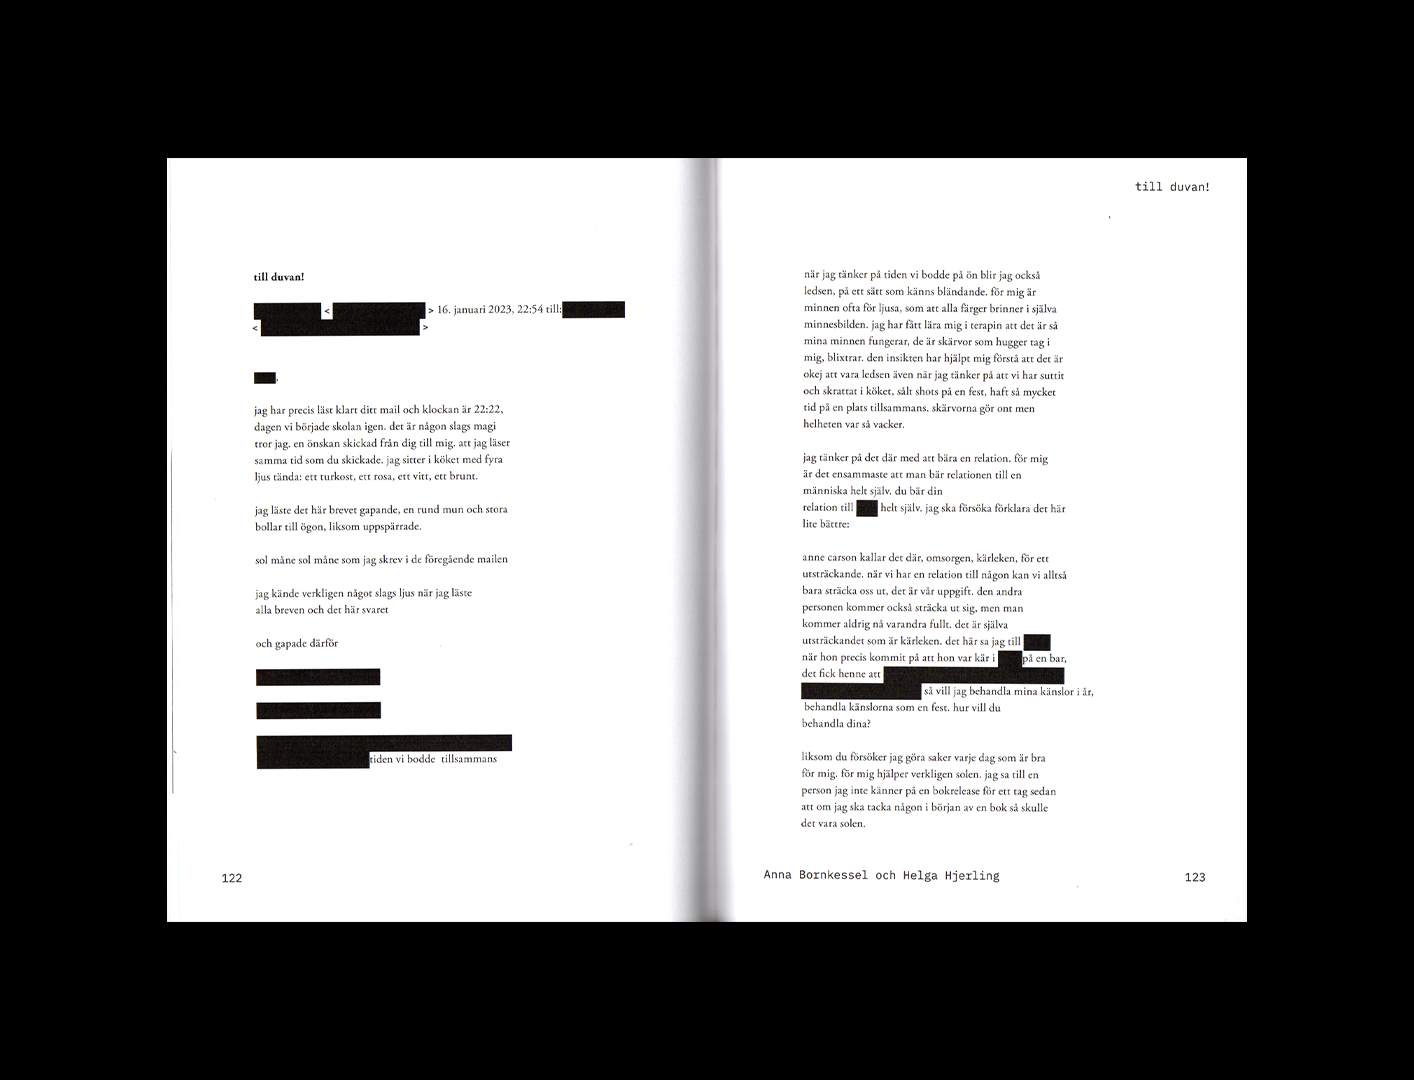 till duvan!
< > 16. januari 2023, 22:54 till:
< >
,
jag har precis läst klart ditt mail och klockan är 22:22,
dagen vi började skolan igen. det är någon slags magi
tror jag. en önskan skickad från dig till mig. att jag läser
samma tid som du skickade. jag sitter i köket med fyra
ljus tända: ett turkost, ett rosa, ett vitt, ett brunt.
jag läste det här brevet gapande, en rund mun och stora
bollar till ögon, liksom uppspärrade.
sol måne sol måne som jag skrev i de föregående mailen
jag kände verkligen något slags ljus när jag läste
alla breven och det här svaret
och gapade därför
tiden vi bodde tillsammans
122
till duvan!
när jag tänker på tiden vi bodde på ön blir jag också
ledsen, på ett sätt som känns bländande. för mig är
minnen ofta för ljusa, som att alla färger brinner i själva
minnesbilden. jag har fått lära mig i terapin att det är så
mina minnen fungerar, de är skärvor som hugger tag i
mig, blixtrar. den insikten har hjälpt mig förstå att det är
okej att vara ledsen även när jag tänker på att vi har suttit
och skrattat i köket, sålt shots på en fest, haft så mycket
tid på en plats tillsammans. skärvorna gör ont men
helheten var så vacker.
jag tänker på det där med att bära en relation. för mig
är det ensammaste att man bär relationen till en
människa helt själv. du bär din
relation till helt själv. jag ska försöka förklara det här
lite bättre:
anne carson kallar det där, omsorgen, kärleken, för ett
utsträckande. när vi har en relation till någon kan vi alltså
bara sträcka oss ut, det är vår uppgift. den andra
personen kommer också sträcka ut sig, men man
kommer aldrig nå varandra fullt. det är själva
utsträckandet som är kärleken. det här sa jag till
när hon precis kommit på att hon var kär i på en bar,
det fick henne att
så vill jag behandla mina känslor i år,
behandla känslorna som en fest. hur vill du
behandla dina?
liksom du försöker jag göra saker varje dag som är bra
för mig. för mig hjälper verkligen solen. jag sa till en
person jag inte känner på en bokrelease för ett tag sedan
att om jag ska tacka någon i början av en bok så skulle
det vara solen.
Anna Bornkessel och Helga Hjerling
123